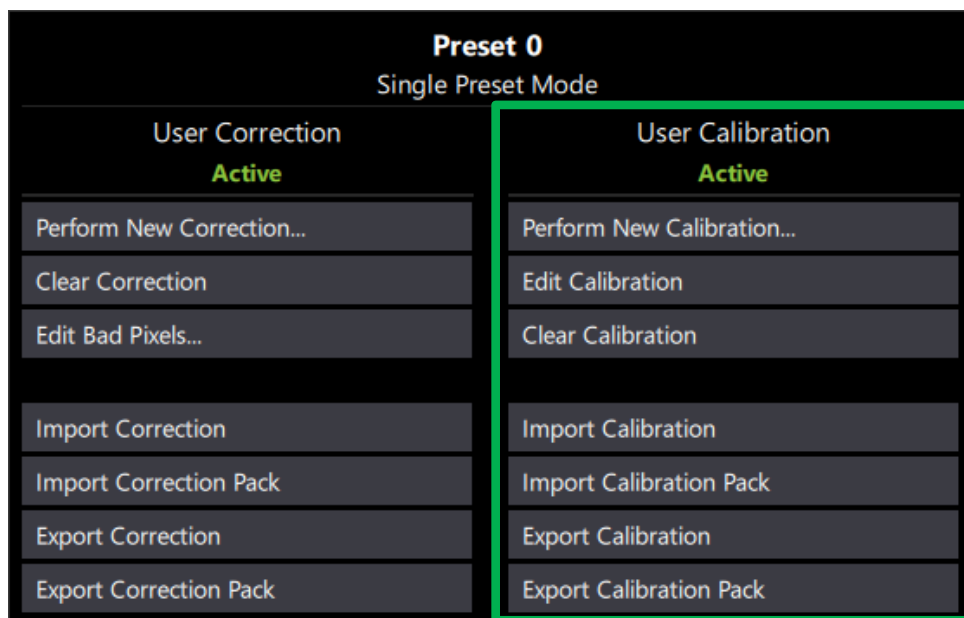 Preset 0
Single Preset Mode
User Correction
Active
Perform New Correction...
Clear Correction
Edit Bad Pixels...
Import Correction
Import Correction Pack
Export Correction
Export Correction Pack
User Calibration
Active
Perform New Calibration...
Edit Calibration
Clear Calibration
Import Calibration
Import Calibration Pack
Export Calibration
Export Calibration Pack